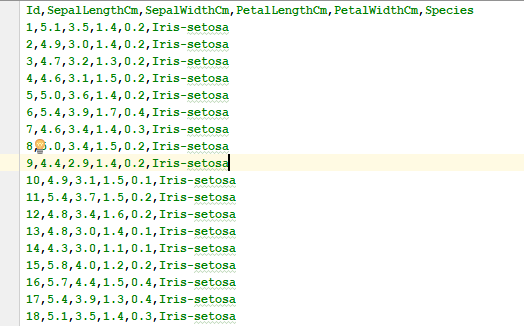 Id,SepalLengthCm,SepalWidthCm,PetalLengthCm,PetalWidthCm,Species
1,5.1,3.5,1.4,0.2,Iris-setosa
2,4.9,3.0,1.4,0.2,Iris-setosa
3,4.7,3.2,1.3,0.2,Iris-setosa
4,4.6,3.1,1.5,0.2,Iris-setosa
5,5.0,3.6,1.4,0.2,Iris-setosa
6,5.4,3.9,1.7,0.4,Iris-setosa
7,4.6,3.4,1.4,0.3,Iris-setosa
8,5.0,3.4,1.5,0.2,Iris-setosa
9,4.4,2.9,1.4,0.2,Iris-setosa
10,4.9,3.1,1.5,0.1,Iris-setosa
11,5.4,3.7,1.5,0.2,Iris-setosa
12,4.8,3.4,1.6,0.2,Iris-setosa
13,4.8,3.0,1.4,0.1,Iris-setosa
14,4.3,3.0,1.1,0.1,Iris-setosa
15,5.8,4.0,1.2,0.2,Iris-setosa
16,5.7,4.4,1.5,0.4,Iris-setosa
17,5.4,3.9,1.3,0.4,Iris-setosa
18,5.1,3.5,1.4,0.3,Iris-setosa